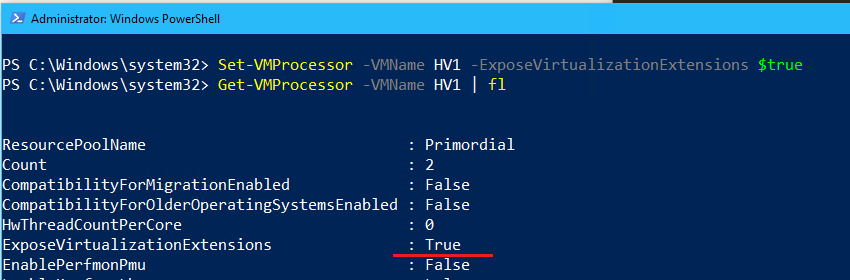 Administrator: Windows PowerShell
PS C:\Windows\system32> Set-VMProcessor -VMName HV1 -ExposeVirtualizationExtensions $true
PS C:\Windows\system32> Get-VMProcessor -VMName HV1 | fl
ResourcePoolName : Primordial
Count : 2
CompatibilityForMigrationEnabled : False
CompatibilityForOlderOperatingSystemsEnabled : False
HwThreadCountPerCore : 0
ExposeVirtualizationExtensions : True
EnablePerfmonPmu : False